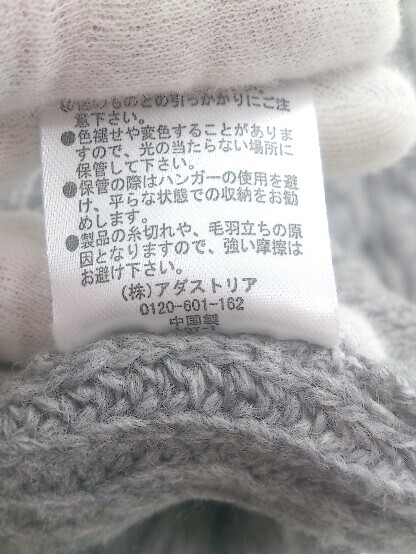 のものとの引っかかりにご注
意下さい。
●色褪せや変色することがありま
すので、光の当たらない場所に
保管して下さい。
●保管の際はハンガーの使用を避
け、平らな状態での収納をお勧
めします。
●製品の糸切れや、毛羽立ちの原
因となりますので、強い摩擦は
お避け下さい。
(株)アダストリア
0120-601-162
中国製